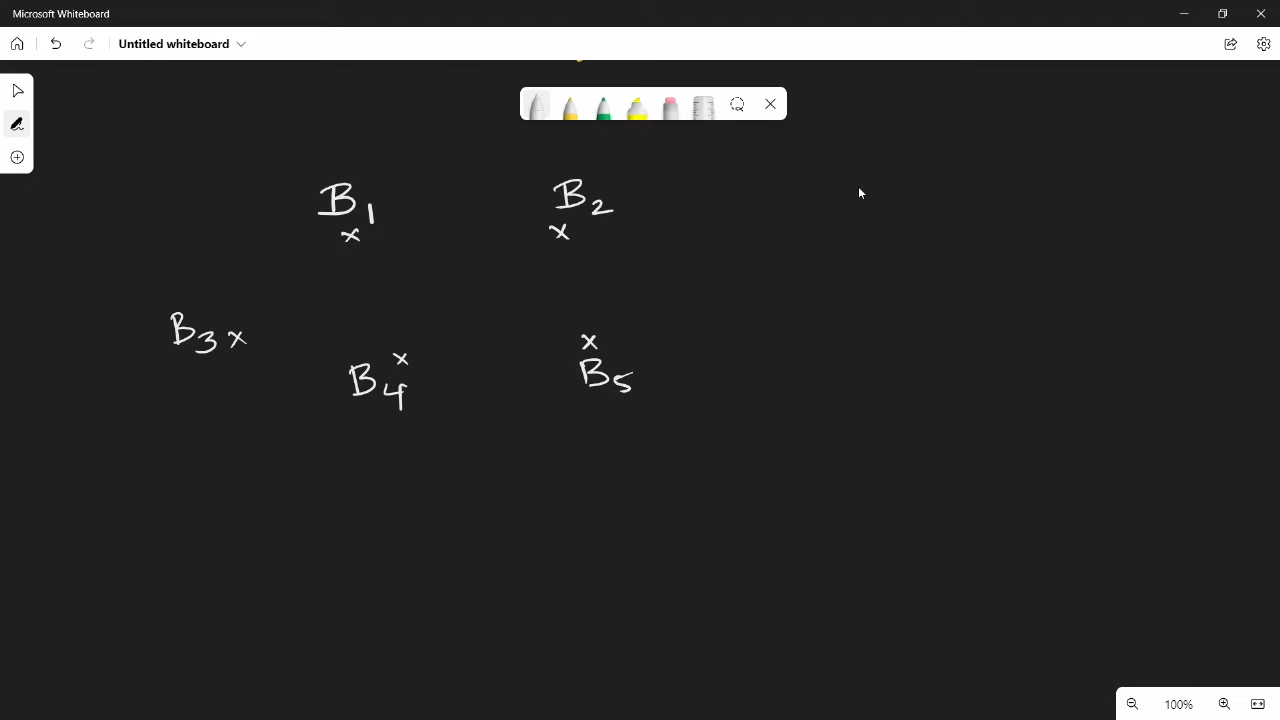 Microsoft Whiteboard
Untitled whiteboard
B1 B2
x x
B3 x x x
B4 B5
100%